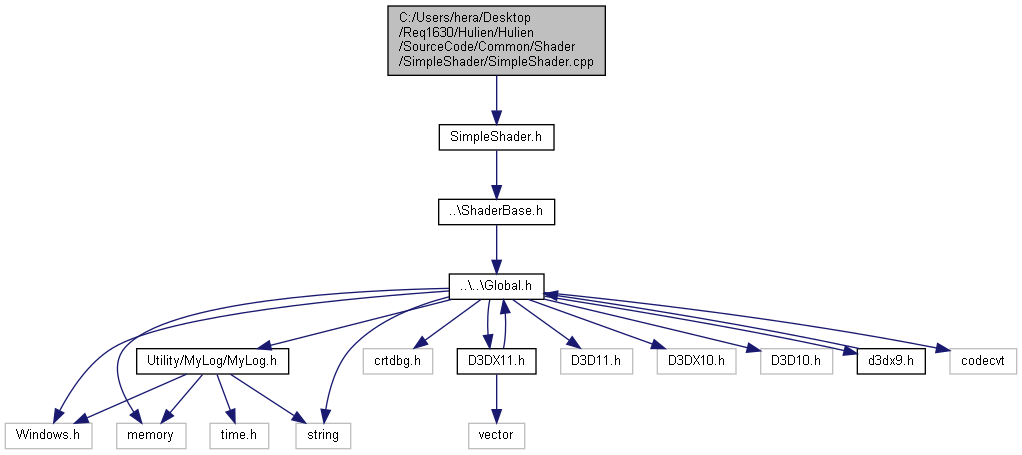 C:/Users/hera/Desktop
/Req1630/Hulien/Hulien
/SourceCode/Common/Shader
/SimpleShader/SimpleShader.cpp
SimpleShader.h
..\ShaderBase.h
..\..\Global.h
Utility/MyLog/MyLog.h
crtdbg.h
D3DX11.h
D3D11.h
D3DX10.h
D3D10.h
d3dx9.h
codecvt
Windows.h
memory
time.h
string
vector